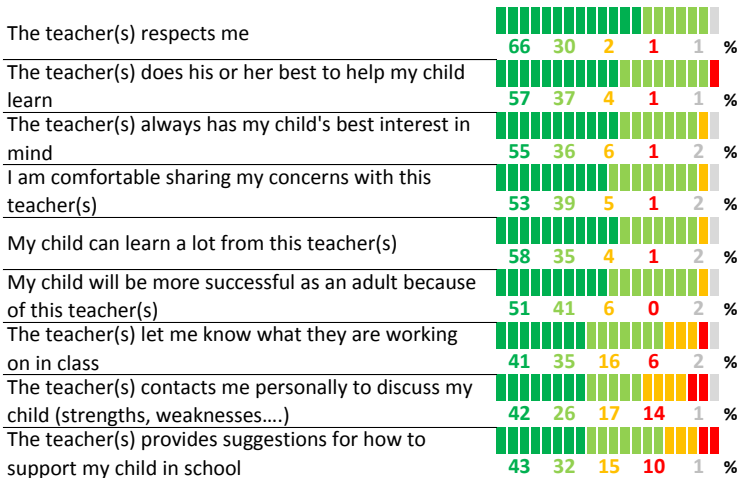 The teacher(s) respects me
66 30 2 1 1 %
The teacher(s) does his or her best to help my child
learn
57 37 4 1 1 %
The teacher(s) always has my child's best interest in
mind
55 36 6 1 2 %
I am comfortable sharing my concerns with this
teacher(s)
53 39 5 1 2 %
My child can learn a lot from this teacher(s)
58 35 4 1 2 %
My child will be more successful as an adult because
of this teacher(s)
51 41 6 0 2 %
The teacher(s) let me know what they are working
on in class
41 35 16 6 2 %
The teacher(s) contacts me personally to discuss my
child (strengths, weaknesses....)
42 26 17 14 1 %
The teacher(s) provides suggestions for how to
support my child in school
43 32 15 10 1 %